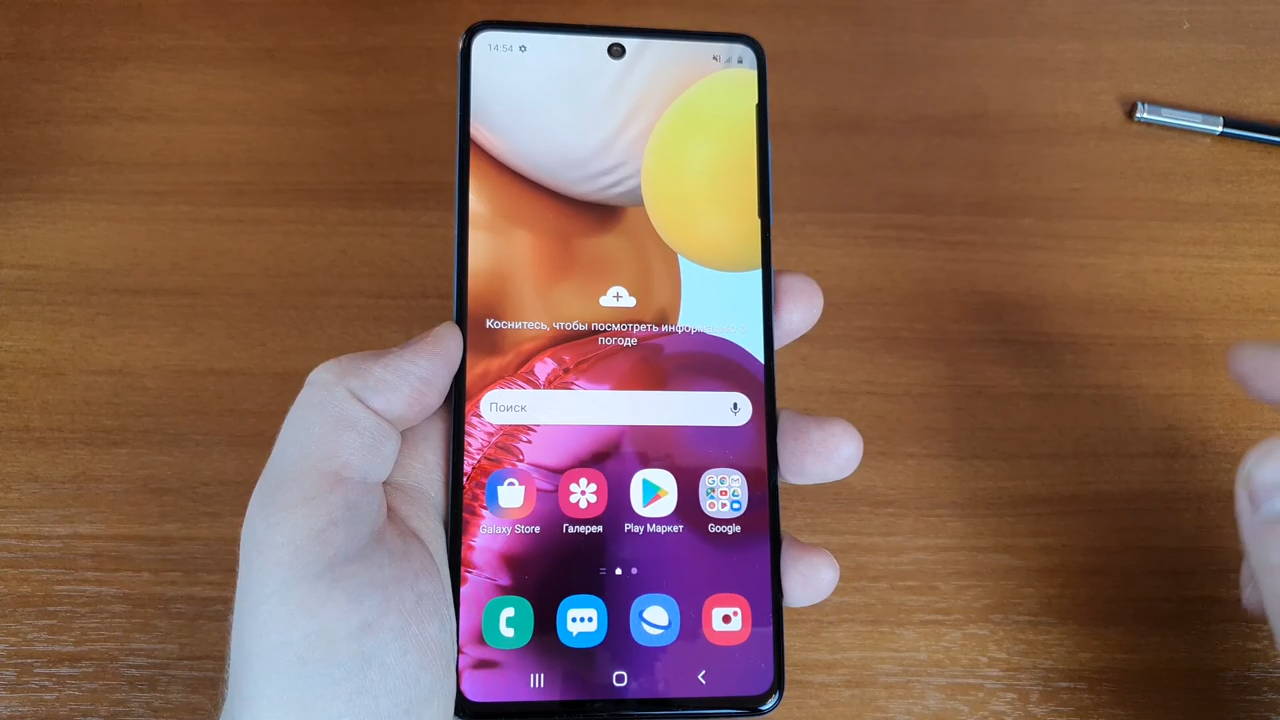 14:54
Коснитесь, чтобы посмотреть информацию о
погоде
Поиск
Galaxy Store
Галерея
Play Маркет
Google